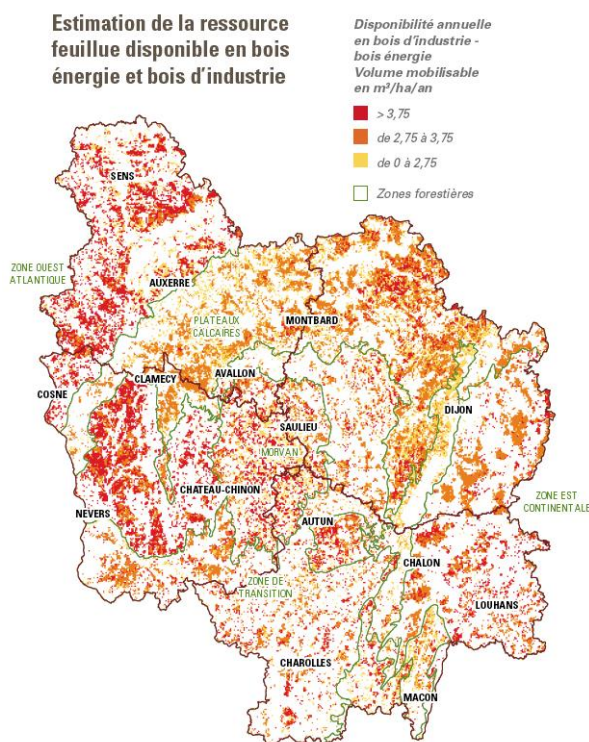 Estimation de la ressource
feuillue disponible en bois
énergie et bois d'industrie
Disponibilité annuelle
en bois d'industrie -
bois énergie
Volume mobilisable
en m³/ha/an
> 3,75
de 2,75 à 3,75
de 0 à 2,75
Zones forestières
SENS
ZONE OUEST
ATLANTIQUE
AUXERRE
PLATEAUX
CALCAIRES
MONTBARD
AVALLON
CLAMECY
COSNE
DIJON
SAULIEU
MORVAN
CHATEAU-CHINON
NEVERS
AUTUN
ZONE EST
CONTINENTALE
CHALON
ZONE DE
TRANSITION
LOUHANS
CHAROLLES
MACON